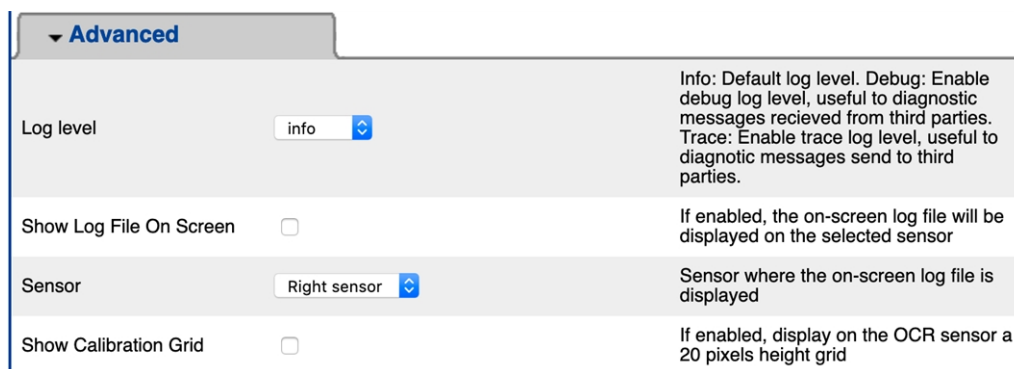 Advanced
Log level
info
Info: Default log level. Debug: Enable
debug log level, useful to diagnostic
messages recieved from third parties.
Trace: Enable trace log level, useful to
diagnotic messages send to third
parties.
Show Log File On Screen
If enabled, the on-screen log file will be
displayed on the selected sensor
Sensor
Right sensor
Sensor where the on-screen log file is
displayed
Show Calibration Grid
If enabled, display on the OCR sensor a
20 pixels height grid